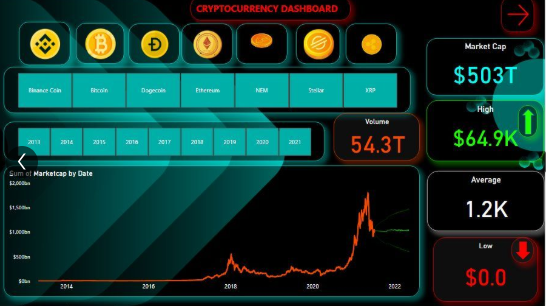 CRYPTOCURRENCY DASHBOARD
Binance Coin Bitcoin Dogecoin Ethereum NEM Stellar XRP
2013 2014 2015 2016 2017 2018 2019 2020 2021
Volume
54.3T
Market Cap
$503T
High
$64.9K
Average
1.2K
Low
$0.0
Sum of Marketcap by Date
$2,000bn
$1,500bn
$1,000bn
$500bn
$0bn
2014 2016 2018 2020 2022